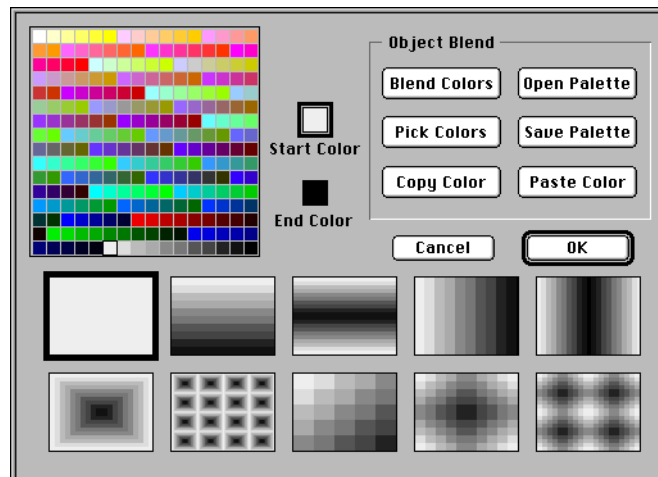 Object Blend
Blend Colors
Open Palette
Pick Colors
Save Palette
Start Color
Copy Color
Paste Color
End Color
Cancel
OK